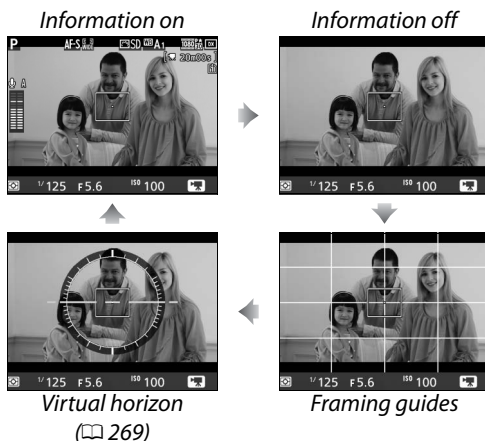 Information on
Information off
P AF-S WIDE SD A1 1080 DX
20m00s
A
1/125 F5.6 ISO 100
1/125 F5.6 ISO 100
1/125 F5.6 ISO 100
1/125 F5.6 ISO 100
Virtual horizon
(269)
Framing guides